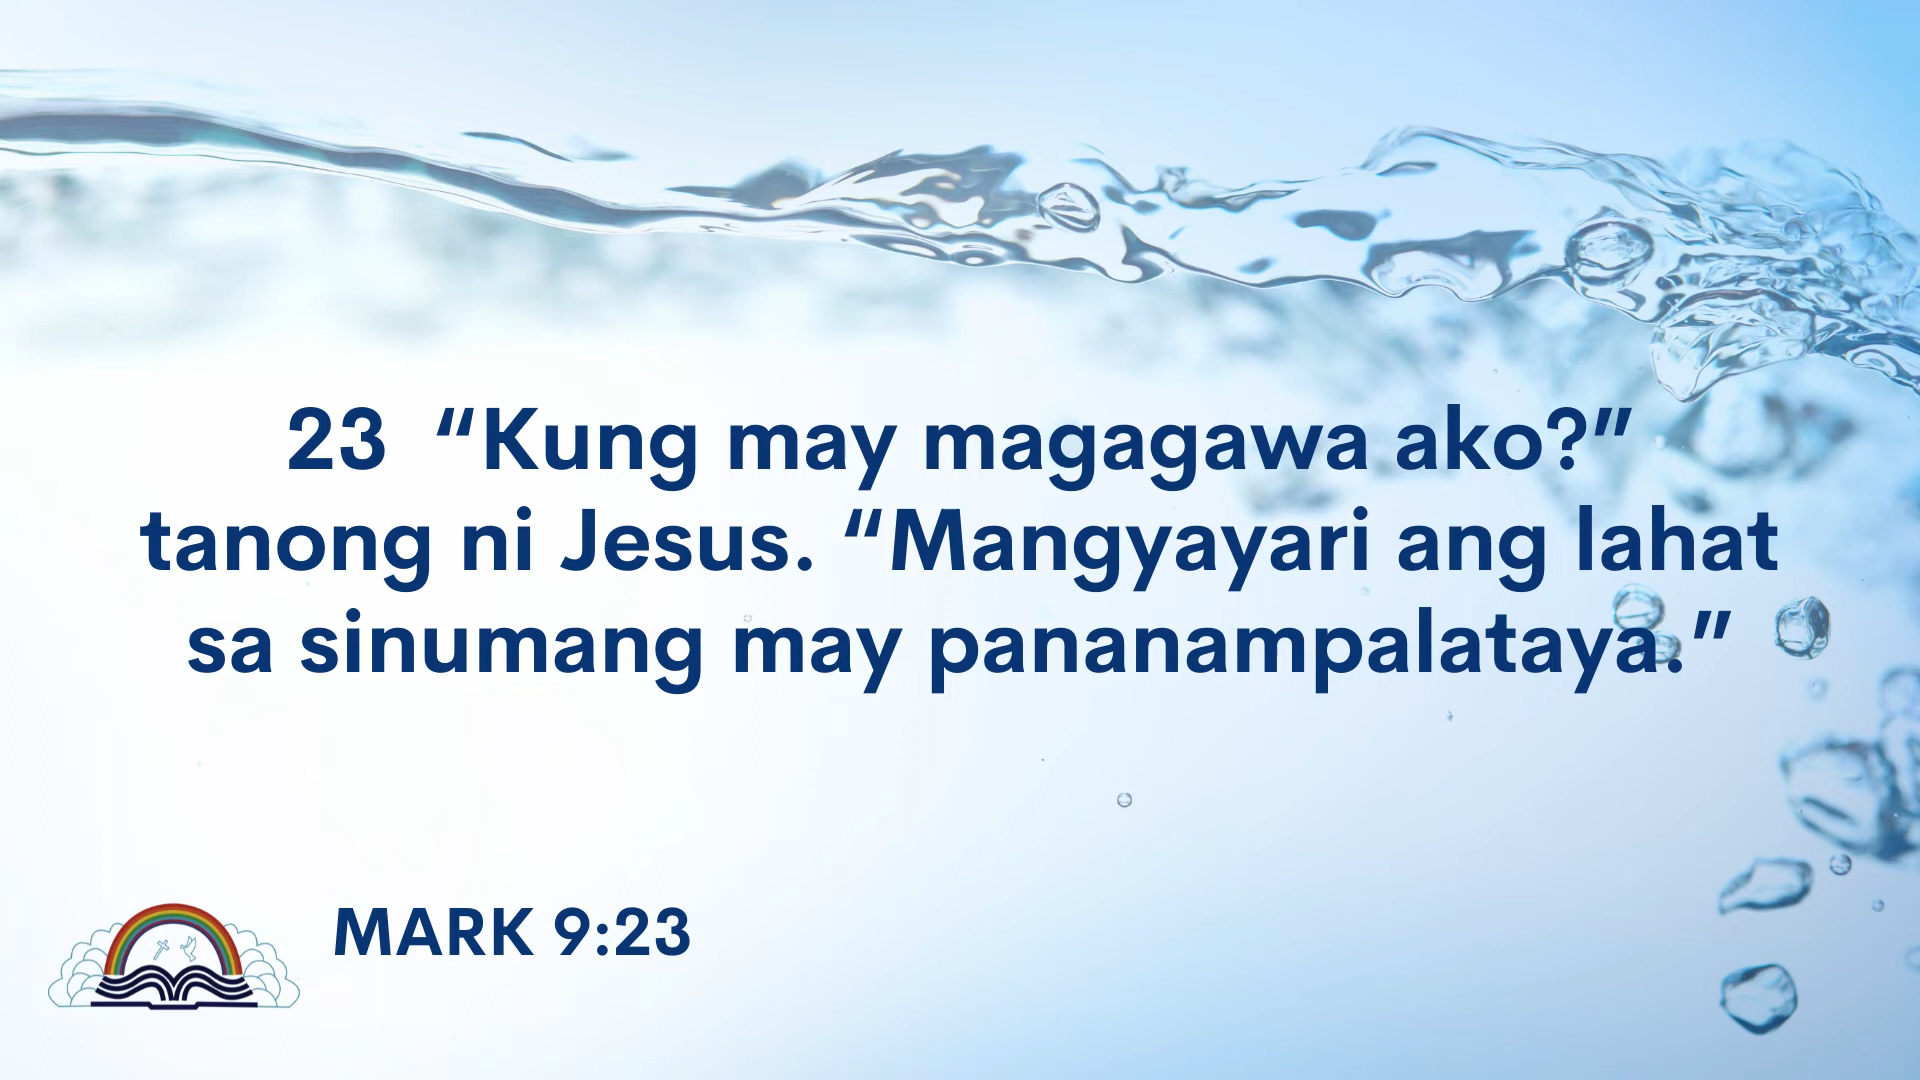 23  “Kung may magagawa ako?”
tanong ni Jesus. “Mangyayari ang lahat
sa sinumang may pananampalataya.”
MARK 9:23